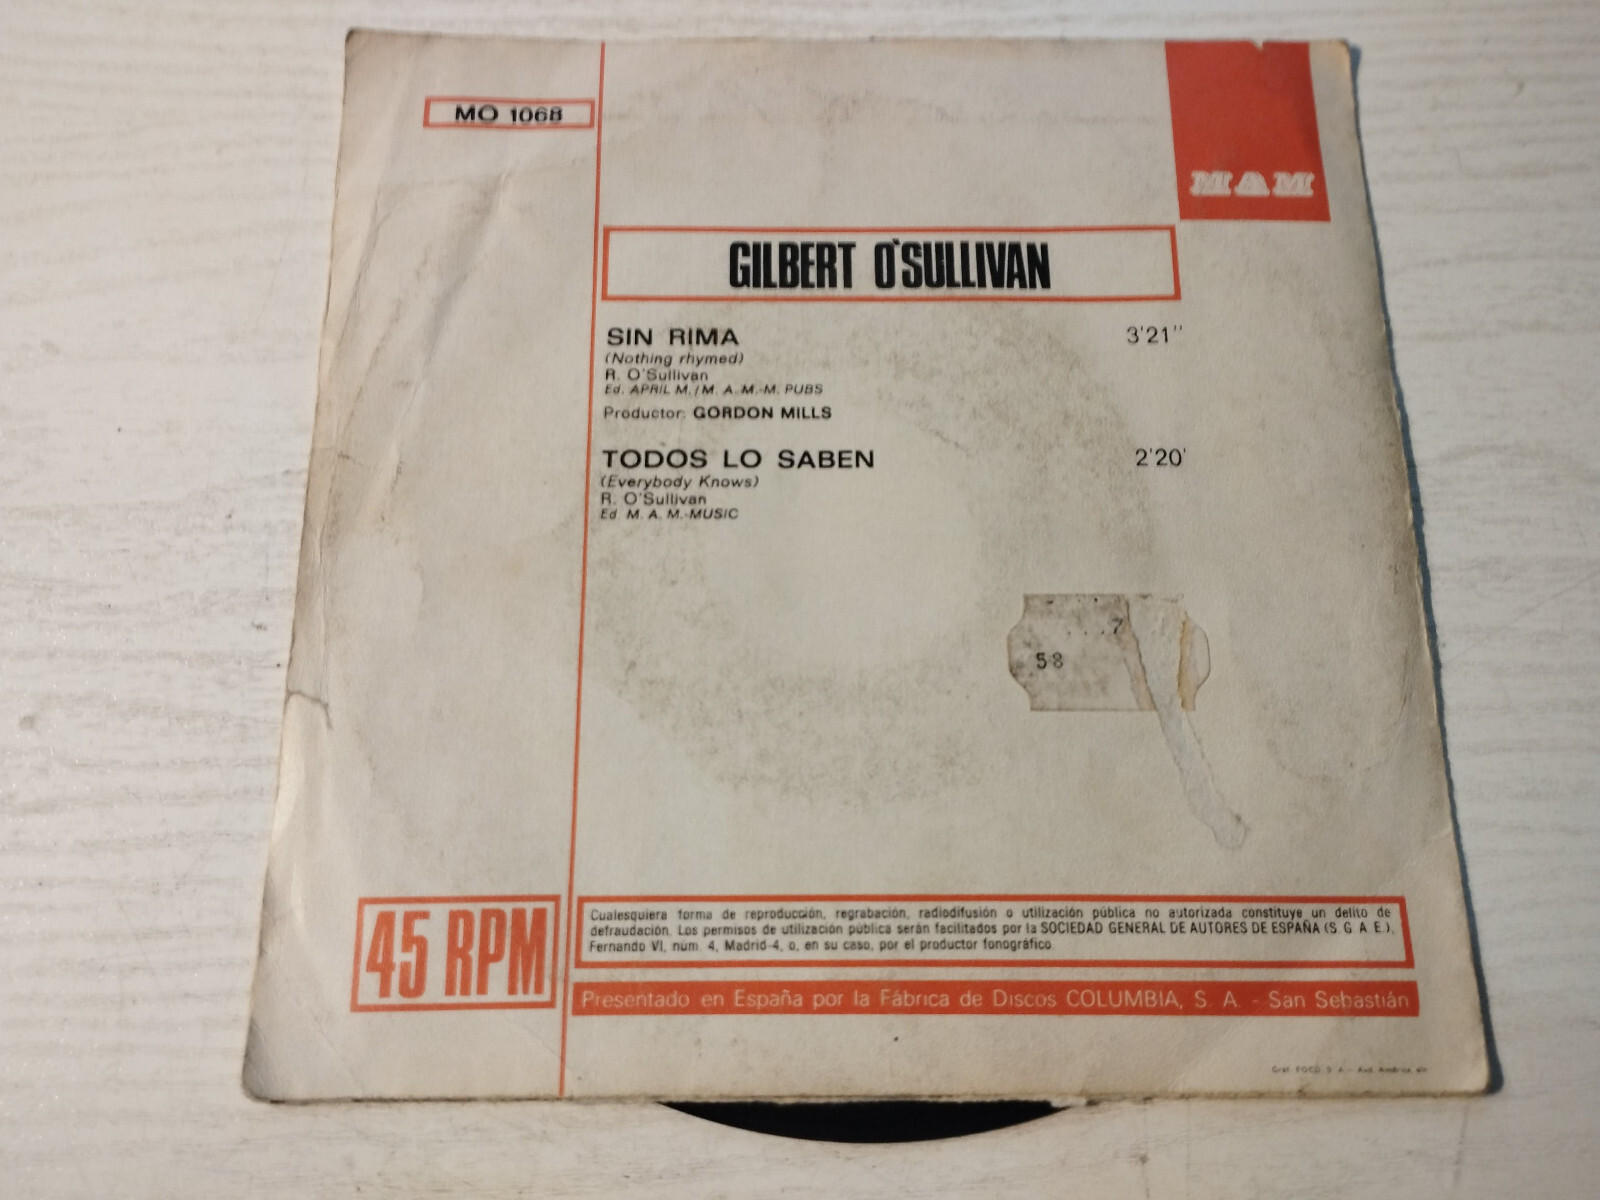 MO 1068
MAM
GILBERT O'SULLIVAN
SIN RIMA 3'21"
(Nothing rhymed)
R. O'Sullivan
Ed. APRIL M./M. A. M.-M. PUBS
Productor: GORDON MILLS
TODOS LO SABEN 2'20'
(Everybody Knows)
R. O'Sullivan
Ed. M. A. M.-MUSIC
...7
58
45 RPM
Cualesquiera forma de reproducción, regrabación, radiodifusión o utilización pública no autorizada constituye un delito de
defraudación. Los permisos de utilización pública serán facilitados por la SOCIEDAD GENERAL DE AUTORES DE ESPAÑA (S. G. A. E.),
Fernando VI, núm. 4, Madrid-4, o, en su caso, por el productor fonográfico.
Presentado en España por la Fábrica de Discos COLUMBIA, S. A. - San Sebastián